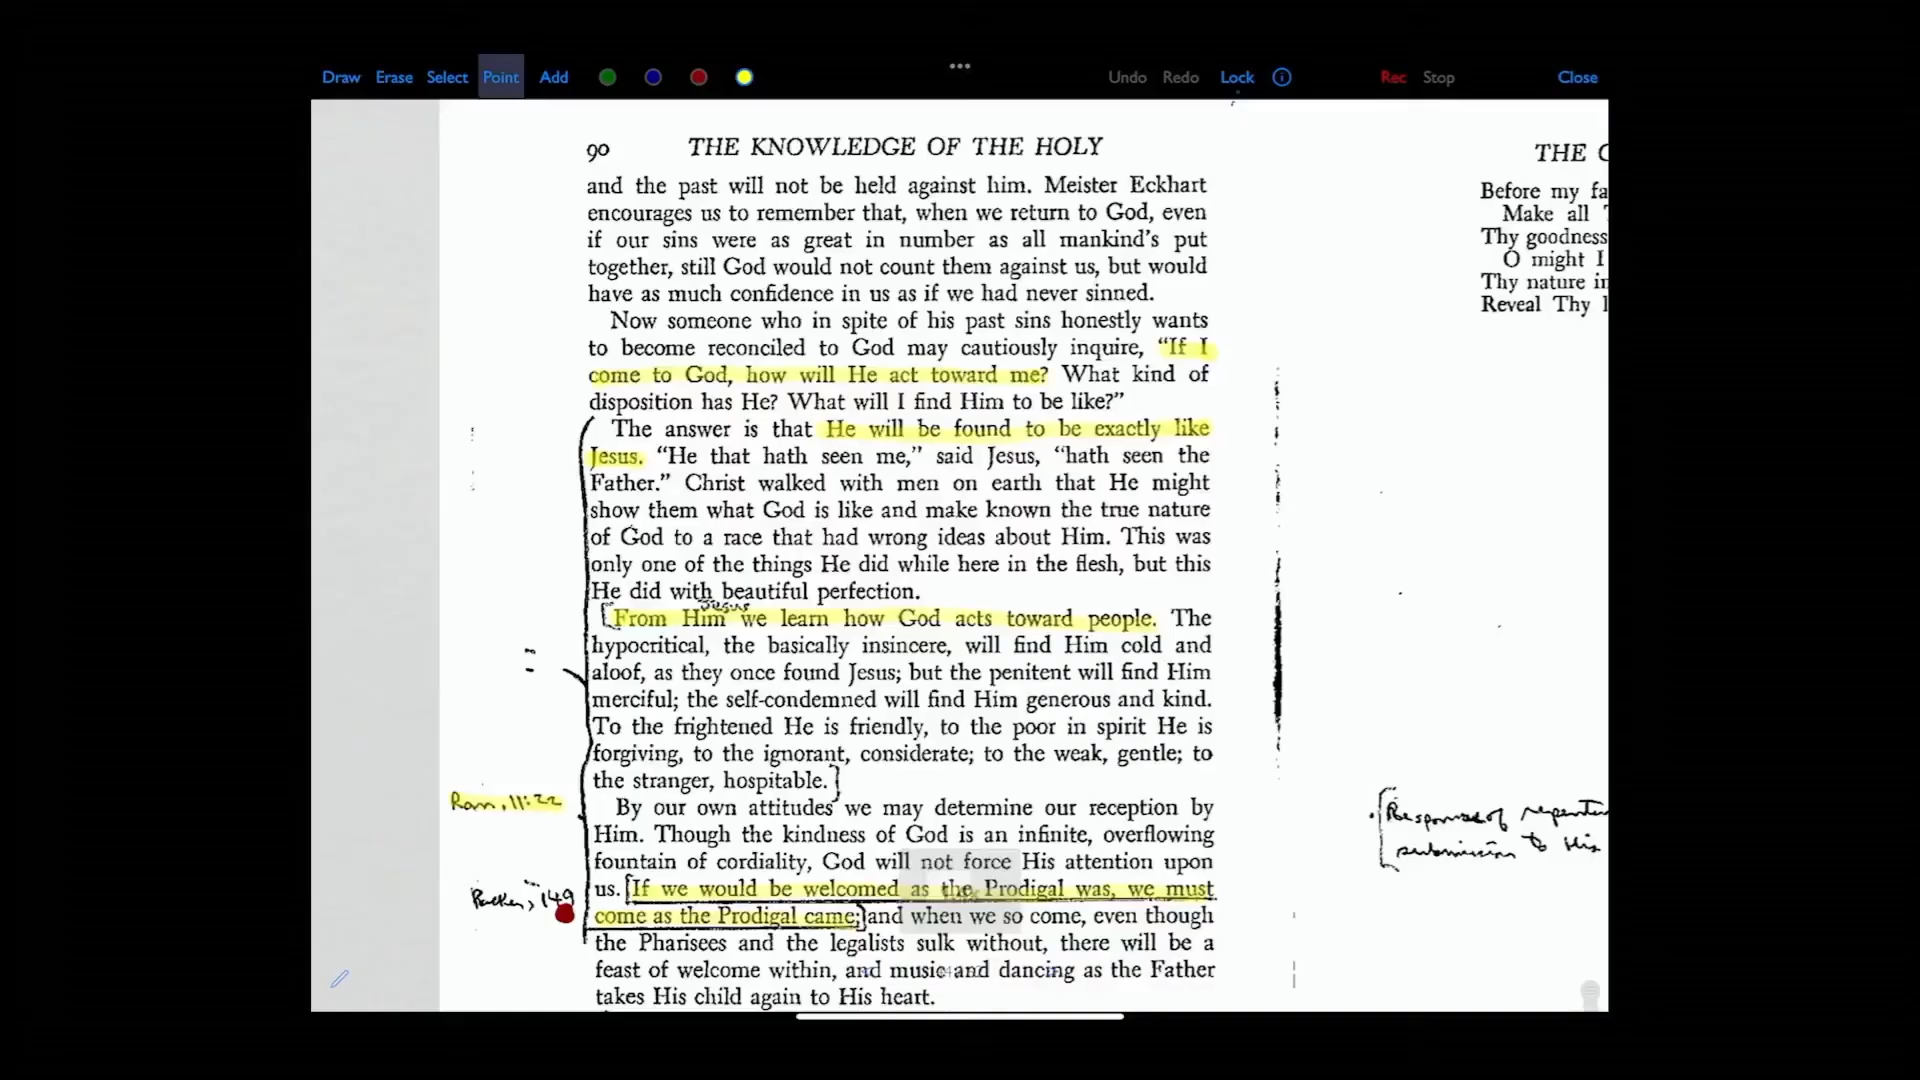 Draw Erase Select Point Add Undo Redo Lock Rec Stop Close
90 THE KNOWLEDGE OF THE HOLY
and the past will not be held against him. Meister Eckhart
encourages us to remember that, when we return to God, even
if our sins were as great in number as all mankind's put
together, still God would not count them against us, but would
have as much confidence in us as if we had never sinned.
Now someone who in spite of his past sins honestly wants
to become reconciled to God may cautiously inquire, “If I
come to God, how will He act toward me? What kind of
disposition has He? What will I find Him to be like?”
The answer is that He will be found to be exactly like
Jesus. “He that hath seen me,” said Jesus, “hath seen the
Father.” Christ walked with men on earth that He might
show them what God is like and make known the true nature
of God to a race that had wrong ideas about Him. This was
only one of the things He did while here in the flesh, but this
He did with beautiful perfection.
Jesus
[From Him we learn how God acts toward people. The
hypocritical, the basically insincere, will find Him cold and
aloof, as they once found Jesus; but the penitent will find Him
merciful; the self-condemned will find Him generous and kind.
To the frightened He is friendly, to the poor in spirit He is
forgiving, to the ignorant, considerate; to the weak, gentle; to
the stranger, hospitable.]
Rom. 11:22
By our own attitudes we may determine our reception by
Him. Though the kindness of God is an infinite, overflowing
fountain of cordiality, God will not force His attention upon
us. [If we would be welcomed as the Prodigal was, we must
Packer, 149
come as the Prodigal came;] and when we so come, even though
the Pharisees and the legalists sulk without, there will be a
feast of welcome within, and music and dancing as the Father
takes His child again to His heart.
THE
Before my
Make all
Thy goodness
O might I
Thy nature
Reveal Thy
[Response of
submission to His